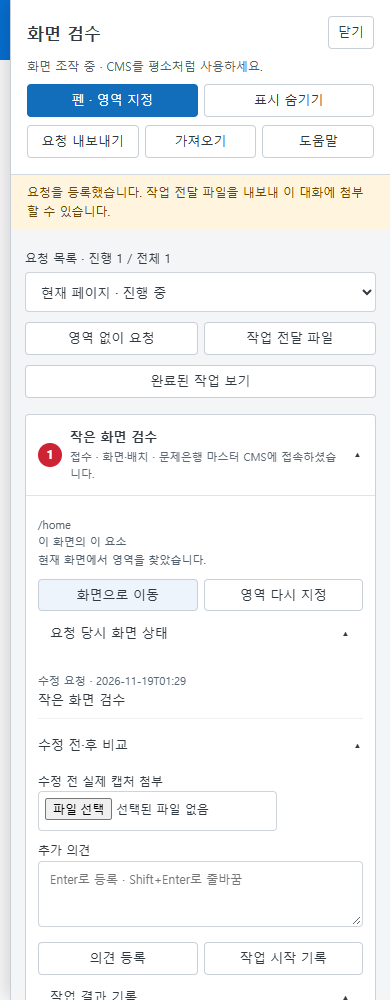 화면 검수
닫기
화면 조작 중 · CMS를 평소처럼 사용하세요.
펜 · 영역 지정
표시 숨기기
요청 내보내기
가져오기
도움말
요청을 등록했습니다. 작업 전달 파일을 내보내 이 대화에 첨부
할 수 있습니다.
요청 목록 · 진행 1 / 전체 1
현재 페이지 · 진행 중
영역 없이 요청
작업 전달 파일
완료된 작업 보기
1
작은 화면 검수
접수 · 화면·배치 · 문제은행 마스터 CMS에 접속하셨습
니다.
/home
이 화면의 이 요소
현재 화면에서 영역을 찾았습니다.
화면으로 이동
영역 다시 지정
요청 당시 화면 상태
수정 요청 · 2026-11-19T01:29
작은 화면 검수
수정 전·후 비교
수정 전 실제 캡처 첨부
파일 선택
선택된 파일 없음
추가 의견
Enter로 등록 · Shift+Enter로 줄바꿈
의견 등록
작업 시작 기록
작업 결과 기록